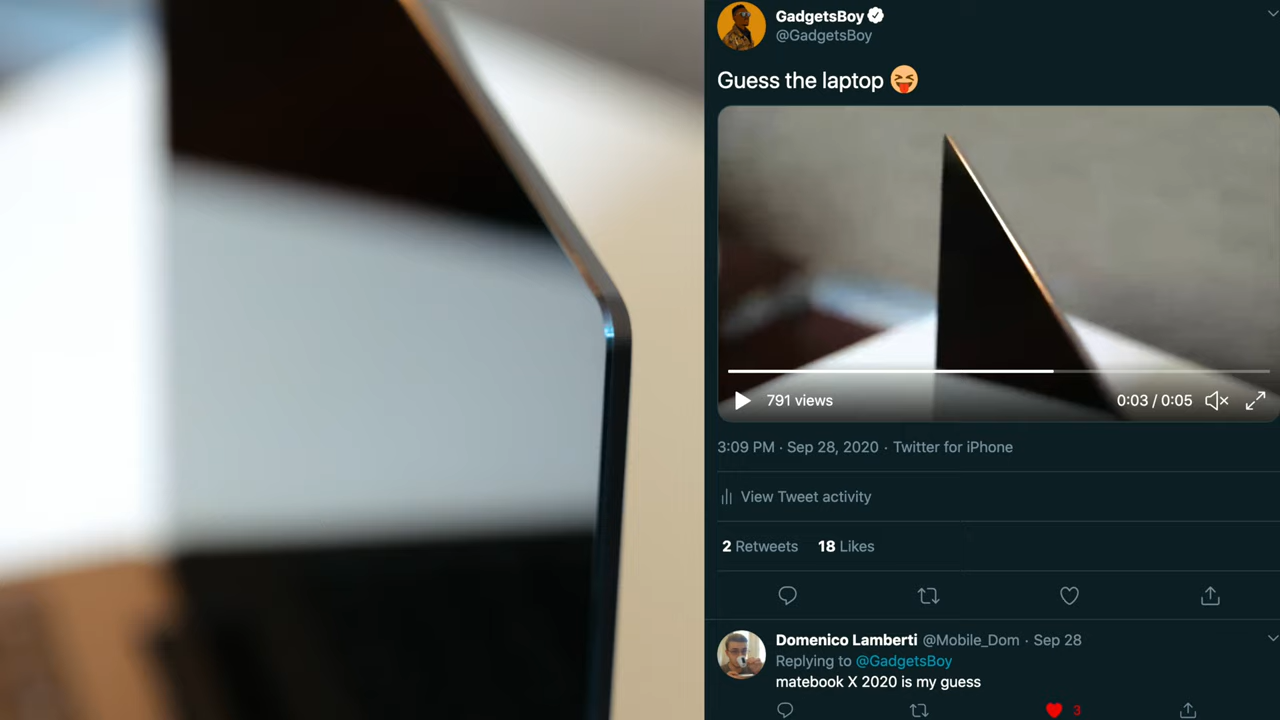 GadgetsBoy
@GadgetsBoy
Guess the laptop 😝
791 views
0:03 / 0:05
3:09 PM · Sep 28, 2020 · Twitter for iPhone
View Tweet activity
2 Retweets 18 Likes
Domenico Lamberti @Mobile_Dom · Sep 28
Replying to @GadgetsBoy
matebook X 2020 is my guess
3